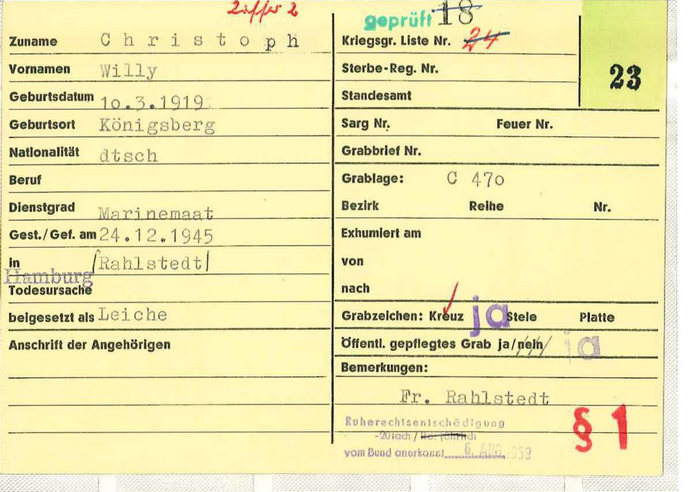 Ziffer 2
geprüft 18
Zuname Christoph
Vornamen Willy
Geburtsdatum 10.3.1919
Geburtsort Königsberg
Nationalität dtsch
Beruf
Dienstgrad Marinemaat
Gest./Gef. am 24.12.1945
in Hamburg /Rahlstedt/
Todesursache
beigesetzt als Leiche
Anschrift der Angehörigen
Kriegsgr. Liste Nr. 24
23
Sterbe-Reg. Nr.
Standesamt
Sarg Nr. Feuer Nr.
Grabbrief Nr.
Grablage: C 470
Bezirk Reihe Nr.
Exhumiert am
von
nach
Grabzeichen: Kreuz ja Stele Platte
Öffentl. gepflegtes Grab ja/nein ja
Bemerkungen:
Fr. Rahlstedt
Ruherechtsentschädigung
-20fach /
vom Bund anerkannt 6. AUG. 1959
§ 1